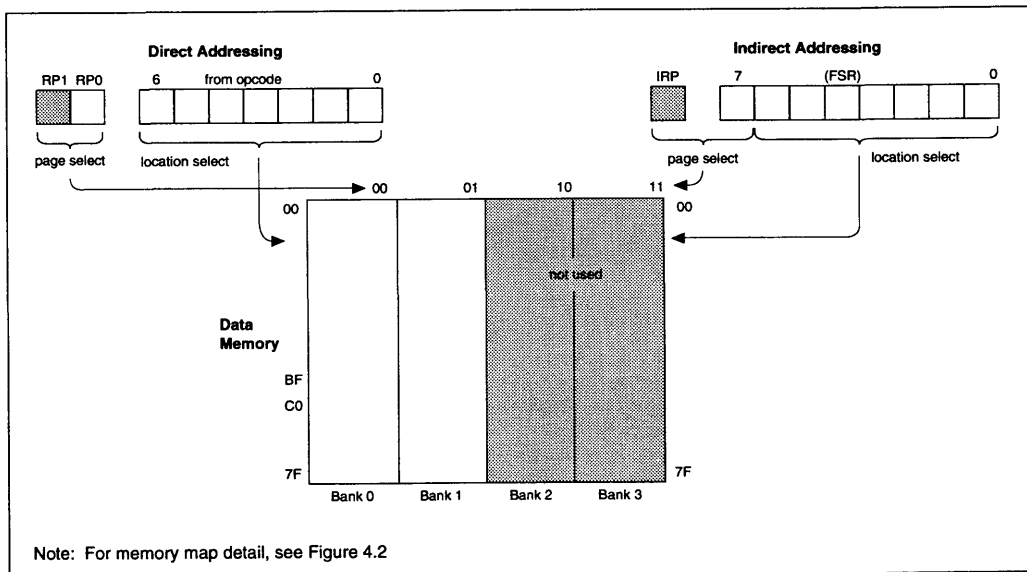 Direct Addressing
Indirect Addressing
RP1 RP0
6 from opcode 0
IRP
7 (FSR) 0
page select
location select
page select
location select
00 01 10 11
00
00
not used
Data
Memory
BF
C0
7F
7F
Bank 0 Bank 1 Bank 2 Bank 3
Note: For memory map detail, see Figure 4.2